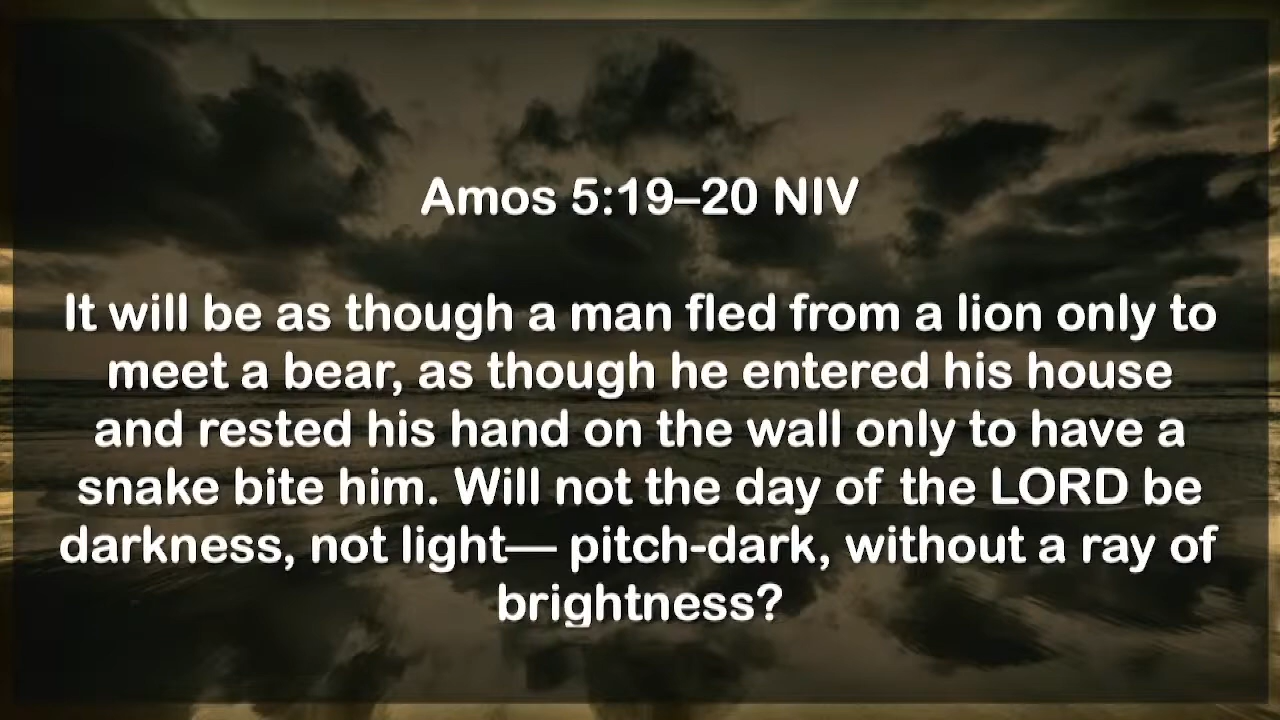 Amos 5:19–20 NIV
It will be as though a man fled from a lion only to
meet a bear, as though he entered his house
and rested his hand on the wall only to have a
snake bite him. Will not the day of the LORD be
darkness, not light— pitch-dark, without a ray of
brightness?